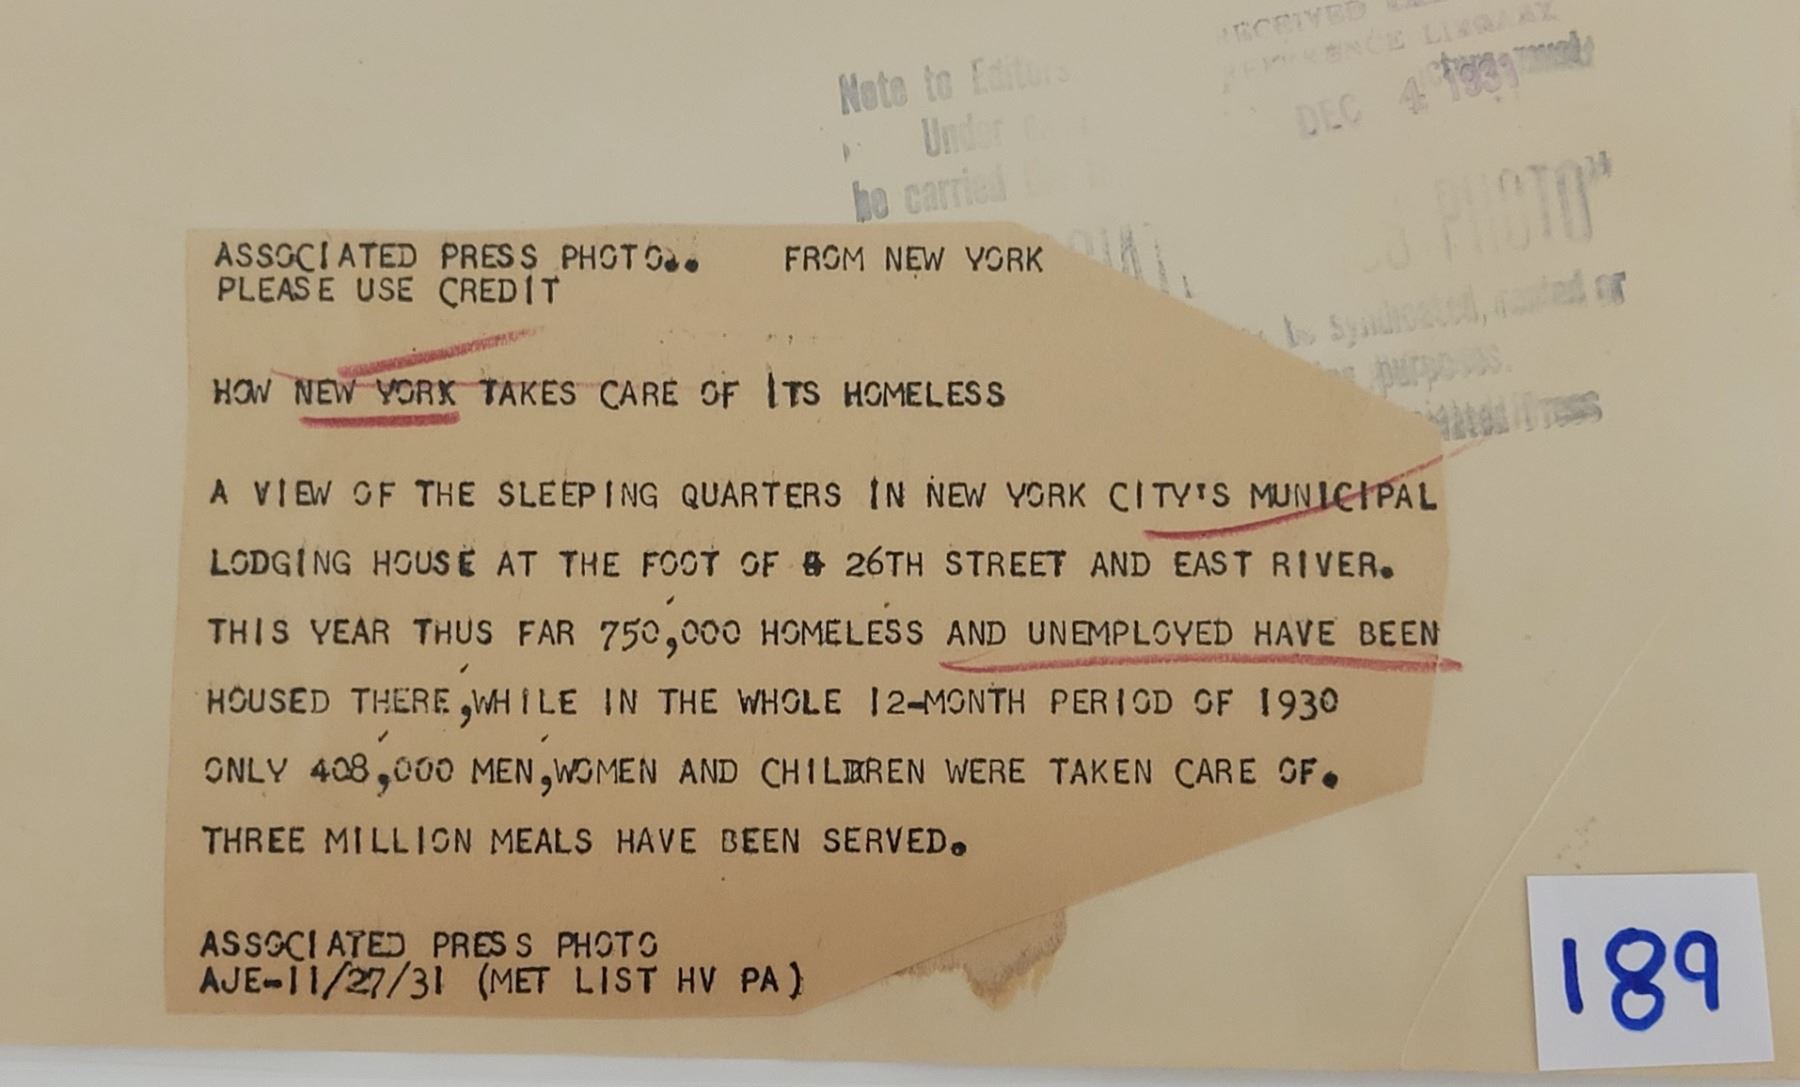 RECEIVED
REFERENCE LIBRARY
DEC 4 1931
Note to Editors
Under
be carried
PHOTO"
be syndicated, rented or
purposes.
Press
ASSOCIATED PRESS PHOTO.. FROM NEW YORK
PLEASE USE CREDIT
HOW NEW YORK TAKES CARE OF ITS HOMELESS
A VIEW OF THE SLEEPING QUARTERS IN NEW YORK CITY'S MUNICIPAL
LODGING HOUSE AT THE FOOT OF 26TH STREET AND EAST RIVER.
THIS YEAR THUS FAR 750,000 HOMELESS AND UNEMPLOYED HAVE BEEN
HOUSED THERE,WHILE IN THE WHOLE 12-MONTH PERIOD OF 1930
ONLY 408,000 MEN,WOMEN AND CHILDREN WERE TAKEN CARE OF.
THREE MILLION MEALS HAVE BEEN SERVED.
ASSOCIATED PRESS PHOTO
AJE-11/27/31 (MET LIST HV PA)
189